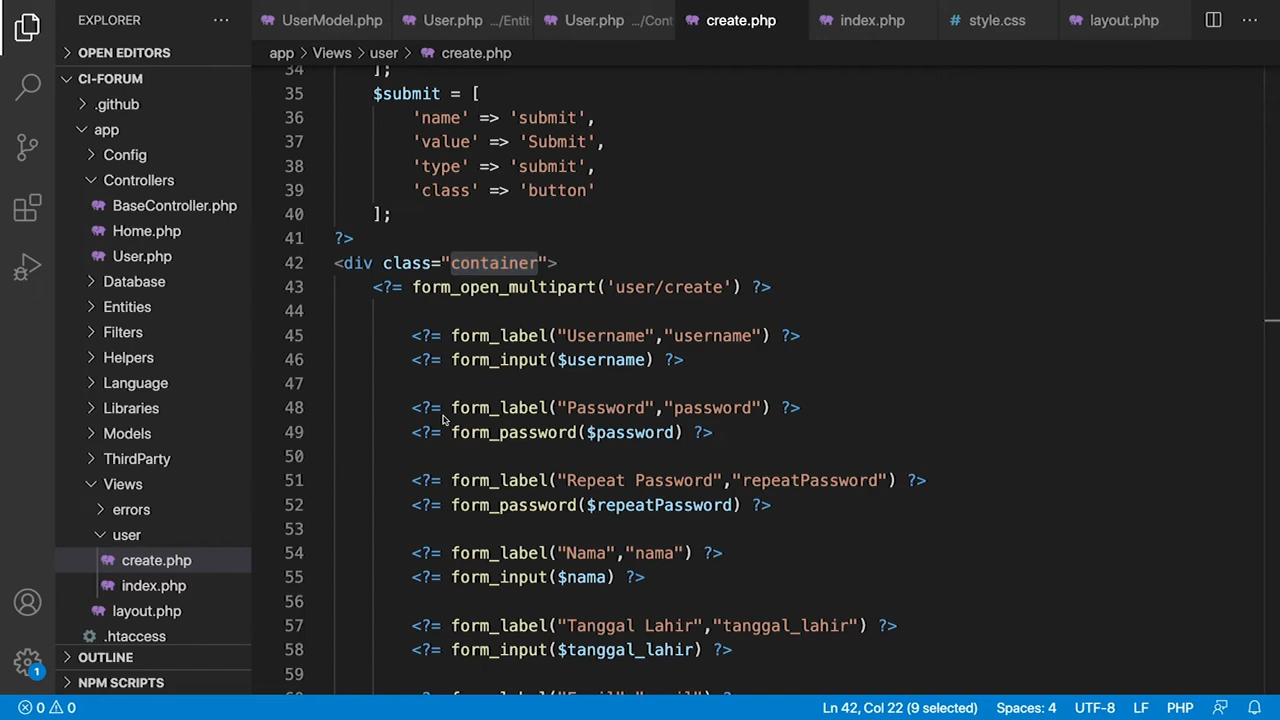 EXPLORER ···
UserModel.php
User.php .../Entit
User.php .../Cont
create.php
index.php
# style.css
layout.php
···
OPEN EDITORS
CI-FORUM
.github
app
Config
Controllers
BaseController.php
Home.php
User.php
Database
Entities
Filters
Helpers
Language
Libraries
Models
ThirdParty
Views
errors
user
create.php
index.php
layout.php
.htaccess
OUTLINE
NPM SCRIPTS
app > Views > user > create.php
34 ];
35 $submit = [
36 'name' => 'submit',
37 'value' => 'Submit',
38 'type' => 'submit',
39 'class' => 'button'
40 ];
41 ?>
42 <div class="container">
43 <?= form_open_multipart('user/create') ?>
44
45 <?= form_label("Username","username") ?>
46 <?= form_input($username) ?>
47
48 <?= form_label("Password","password") ?>
49 <?= form_password($password) ?>
50
51 <?= form_label("Repeat Password","repeatPassword") ?>
52 <?= form_password($repeatPassword) ?>
53
54 <?= form_label("Nama","nama") ?>
55 <?= form_input($nama) ?>
56
57 <?= form_label("Tanggal Lahir","tanggal_lahir") ?>
58 <?= form_input($tanggal_lahir) ?>
59
1
0 0
Ln 42, Col 22 (9 selected) Spaces: 4 UTF-8 LF PHP